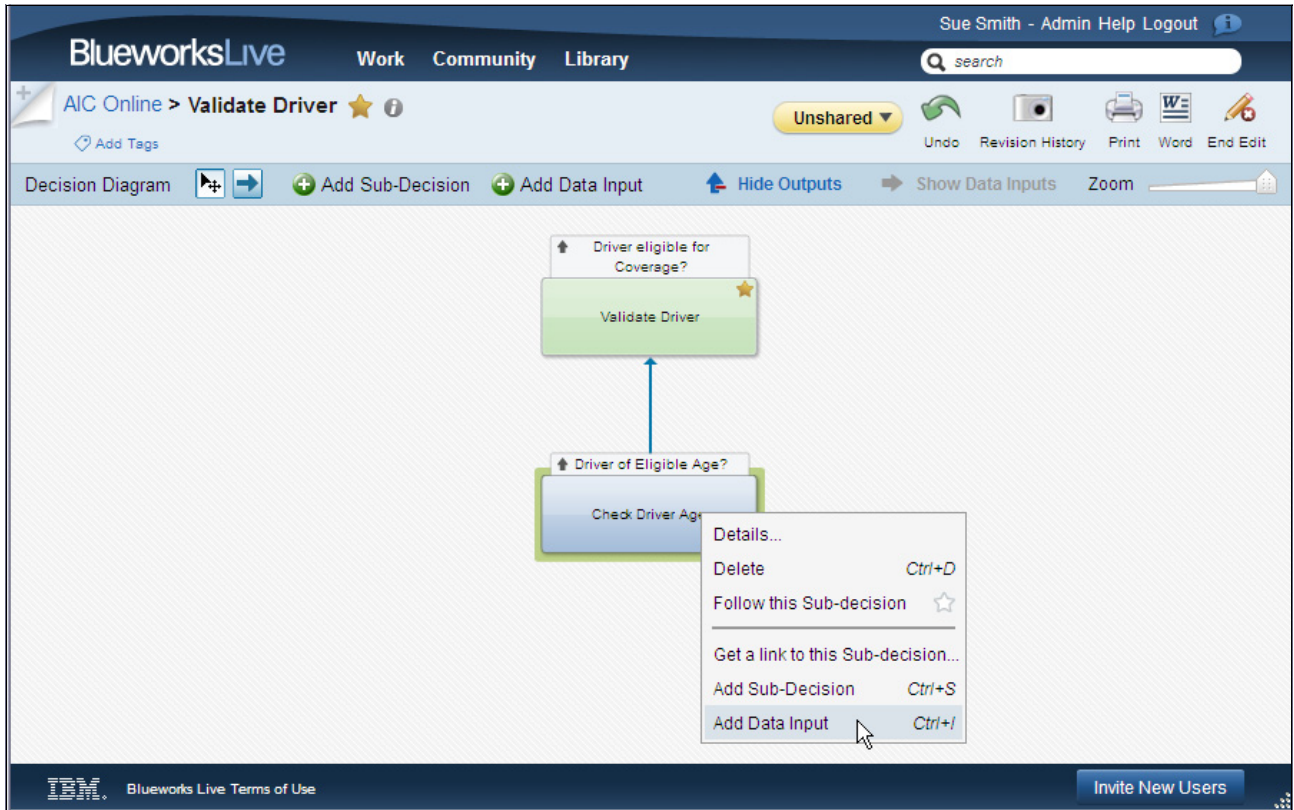 Sue Smith - Admin Help Logout
BlueworksLive
Work Community Library
search
AIC Online > Validate Driver
Add Tags
Unshared
Undo Revision History Print Word End Edit
Decision Diagram Add Sub-Decision Add Data Input Hide Outputs Show Data Inputs Zoom
Driver eligible for
Coverage?
Validate Driver
Driver of Eligible Age?
Check Driver Age
Details...
Delete Ctrl+D
Follow this Sub-decision
Get a link to this Sub-decision...
Add Sub-Decision Ctrl+S
Add Data Input Ctrl+I
IBM. Blueworks Live Terms of Use
Invite New Users